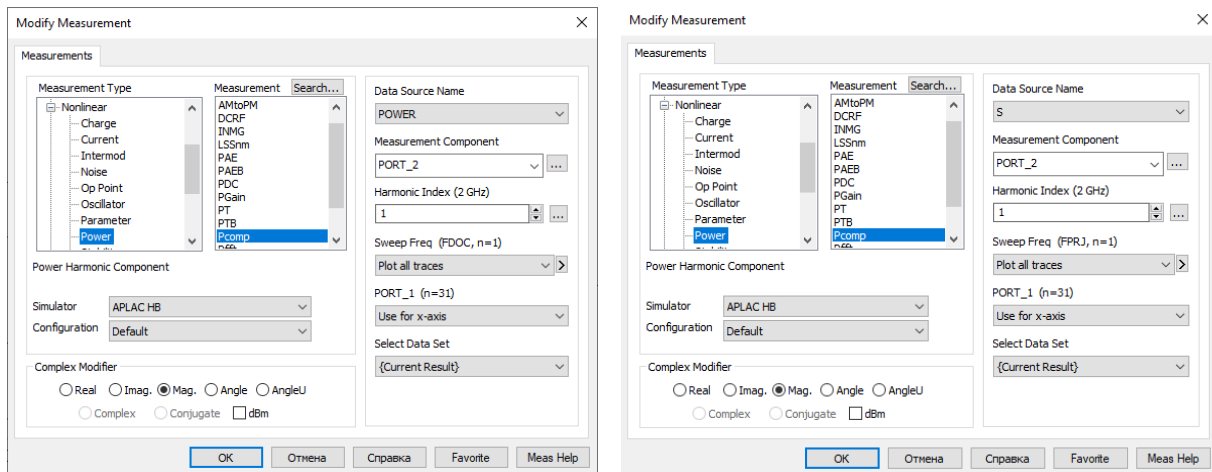 Modify Measurement
Measurements
Measurement Type
Nonlinear
Charge
Current
Intermod
Noise
Op Point
Oscillator
Parameter
Power
Measurement Search...
AMtoPM
DCRF
INMG
LSSnm
PAE
PAEB
PDC
PGain
PT
PTB
Pcomp
Power Harmonic Component
Simulator APLAC HB
Configuration Default
Complex Modifier
Real Imag. Mag. Angle AngleU
Complex Conjugate dBm
Data Source Name
POWER
Measurement Component
PORT_2 ...
Harmonic Index (2 GHz)
1 ...
Sweep Freq (FDOC, n=1)
Plot all traces >
PORT_1 (n=31)
Use for x-axis
Select Data Set
{Current Result}
OK Отмена Справка Favorite Meas Help
Modify Measurement
Measurements
Measurement Type
Nonlinear
Charge
Current
Intermod
Noise
Op Point
Oscillator
Parameter
Power
Measurement Search...
AMtoPM
DCRF
INMG
LSSnm
PAE
PAEB
PDC
PGain
PT
PTB
Pcomp
Power Harmonic Component
Simulator APLAC HB
Configuration Default
Complex Modifier
Real Imag. Mag. Angle AngleU
Complex Conjugate dBm
Data Source Name
S
Measurement Component
PORT_2 ...
Harmonic Index (2 GHz)
1 ...
Sweep Freq (FPRJ, n=1)
Plot all traces >
PORT_1 (n=31)
Use for x-axis
Select Data Set
{Current Result}
OK Отмена Справка Favorite Meas Help